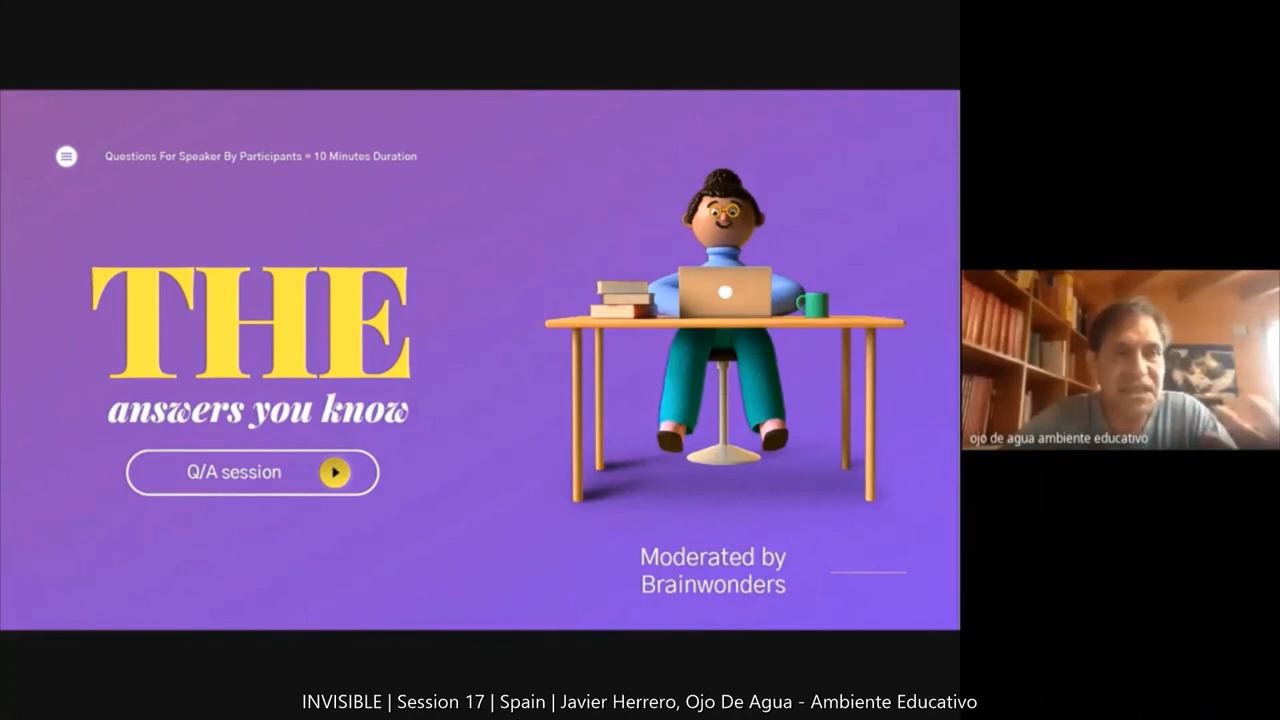 Questions For Speaker By Participants = 10 Minutes Duration
THE
answers you know
Q/A session
Moderated by
Brainwonders
ojo de agua ambiente educativo
INVISIBLE | Session 17 | Spain | Javier Herrero, Ojo De Agua - Ambiente Educativo